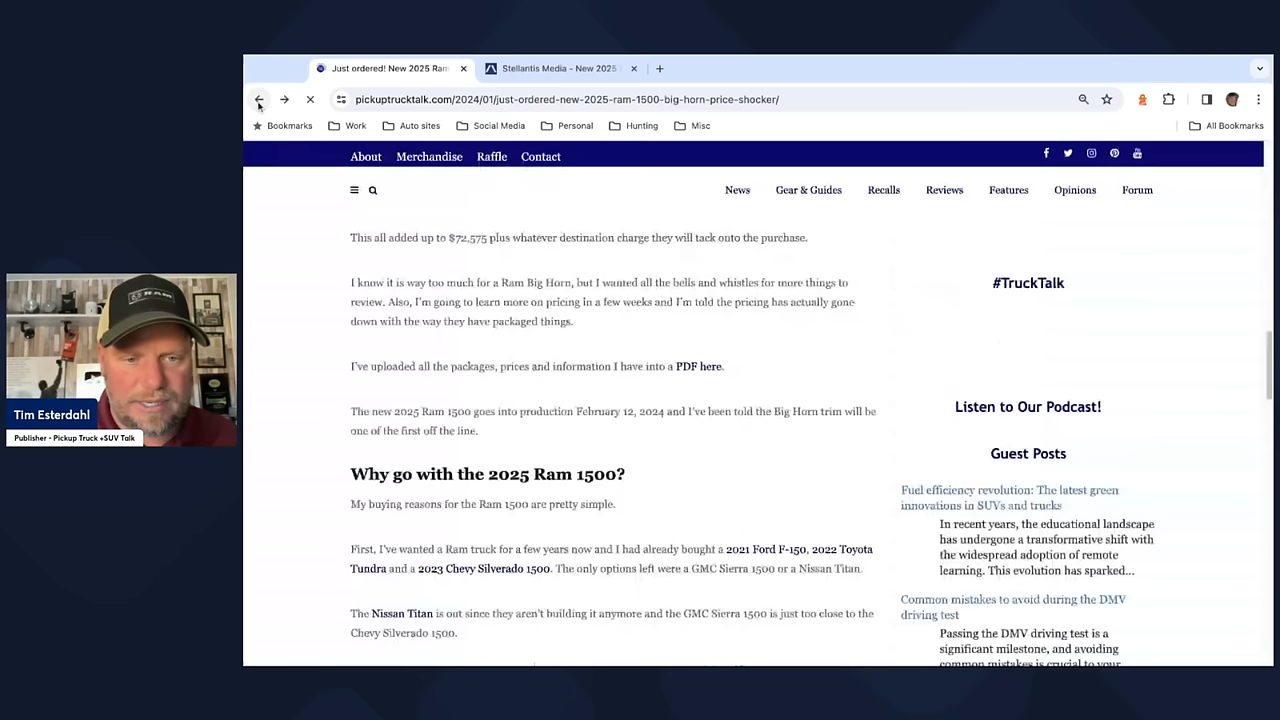 Just ordered! New 2025 Ram
Stellantis Media - New 2025
pickuptrucktalk.com/2024/01/just-ordered-new-2025-ram-1500-big-horn-price-shocker/
Bookmarks Work Auto sites Social Media Personal Hunting Misc All Bookmarks
About Merchandise Raffle Contact
News Gear & Guides Recalls Reviews Features Opinions Forum
This all added up to $72,575 plus whatever destination charge they will tack onto the purchase.
I know it is way too much for a Ram Big Horn, but I wanted all the bells and whistles for more things to
review. Also, I'm going to learn more on pricing in a few weeks and I'm told the pricing has actually gone
down with the way they have packaged things.
I've uploaded all the packages, prices and information I have into a PDF here.
The new 2025 Ram 1500 goes into production February 12, 2024 and I've been told the Big Horn trim will be
one of the first off the line.
Why go with the 2025 Ram 1500?
My buying reasons for the Ram 1500 are pretty simple.
First, I've wanted a Ram truck for a few years now and I had already bought a 2021 Ford F-150, 2022 Toyota
Tundra and a 2023 Chevy Silverado 1500. The only options left were a GMC Sierra 1500 or a Nissan Titan.
The Nissan Titan is out since they aren't building it anymore and the GMC Sierra 1500 is just too close to the
Chevy Silverado 1500.
#TruckTalk
Listen to Our Podcast!
Guest Posts
Fuel efficiency revolution: The latest green
innovations in SUVs and trucks
In recent years, the educational landscape
has undergone a transformative shift with
the widespread adoption of remote
learning. This evolution has sparked...
Common mistakes to avoid during the DMV
driving test
Passing the DMV driving test is a
significant milestone, and avoiding
common mistakes is crucial to your
RAM
Tim Esterdahl
Publisher - Pickup Truck +SUV Talk